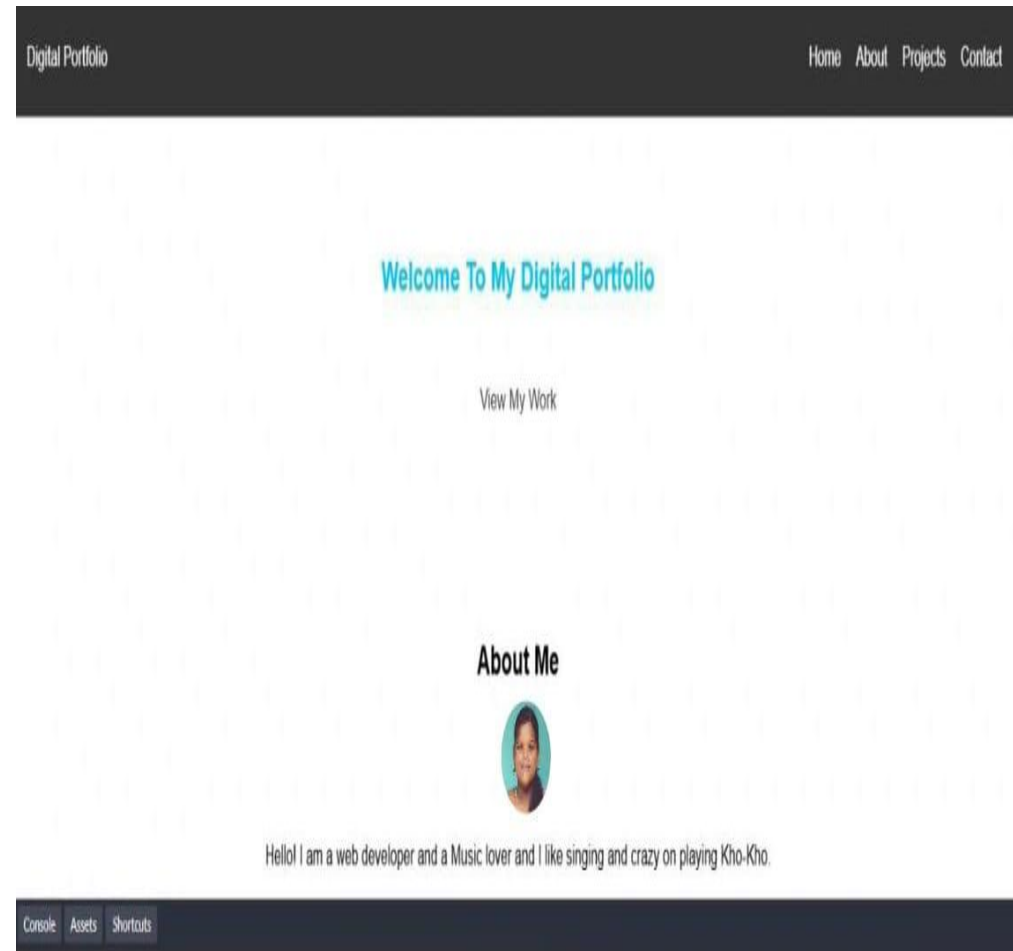 Digital Portfolio
Home About Projects Contact
Welcome To My Digital Portfolio
View My Work
About Me
Hello! I am a web developer and a Music lover and I like singing and crazy on playing Kho-Kho.
Console Assets Shortcuts